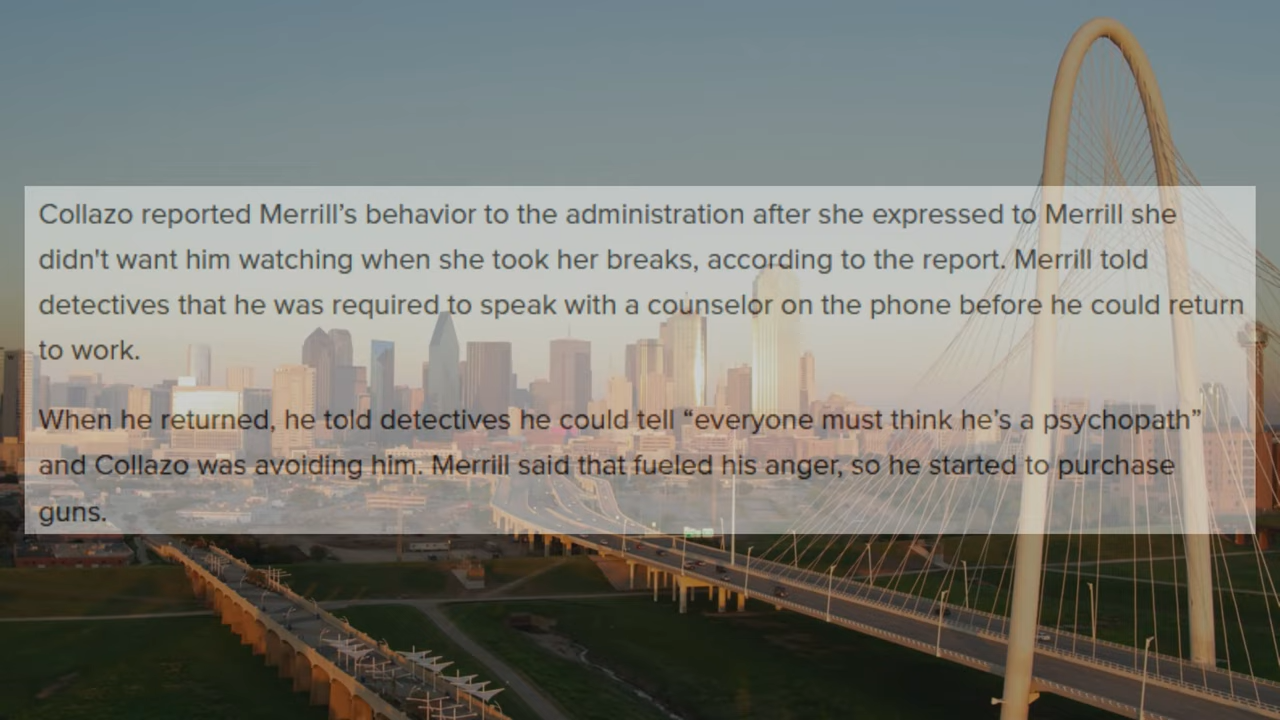 Collazo reported Merrill’s behavior to the administration after she expressed to Merrill she
didn't want him watching when she took her breaks, according to the report. Merrill told
detectives that he was required to speak with a counselor on the phone before he could return
to work.
When he returned, he told detectives he could tell “everyone must think he’s a psychopath”
and Collazo was avoiding him. Merrill said that fueled his anger, so he started to purchase
guns.